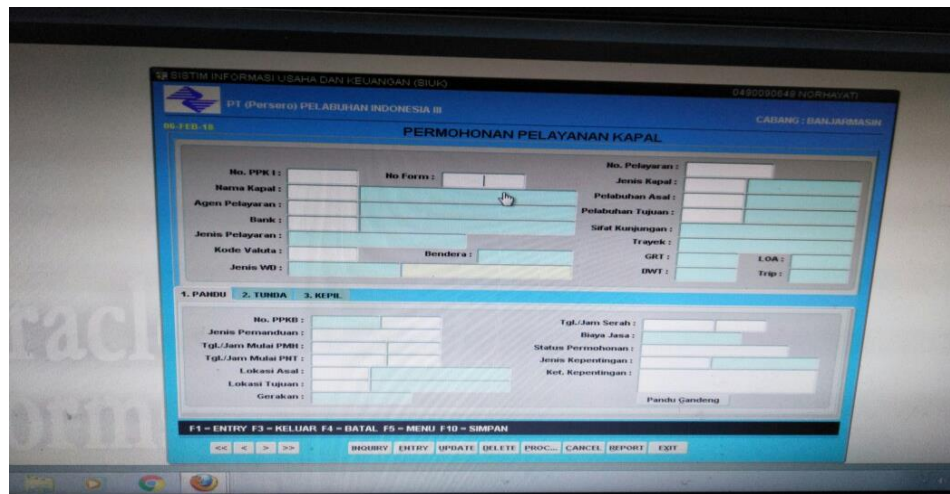 SISTIM INFORMASI USAHA DAN KEUANGAN (SIUK)
0490090649 NORHAYATI
PT (Persero) PELABUHAN INDONESIA III
CABANG : BANJARMASIN
06-FEB-18
PERMOHONAN PELAYANAN KAPAL
No. PPK I : No Form : No. Pelayaran :
Nama Kapal : Jenis Kapal :
Agen Pelayaran : Pelabuhan Asal :
Bank : Pelabuhan Tujuan :
Jenis Pelayaran : Sifat Kunjungan :
Trayek :
Kode Valuta : Bendera : GRT : LOA :
Jenis WD : DWT : Trip :
1. PANDU 2. TUNDA 3. KEPIL
No. PPKB : Tgl./Jam Serah :
Jenis Pemanduan : Biaya Jasa :
Tgl./Jam Mulai PMH : Status Permohonan :
Tgl./Jam Mulai PNT : Jenis Kepentingan :
Lokasi Asal : Ket. Kepentingan :
Lokasi Tujuan :
Gerakan : Pandu Gandeng
F1 = ENTRY F3 = KELUAR F4 = BATAL F5 = MENU F10 = SIMPAN
<< < > >> INQUIRY ENTRY UPDATE DELETE PROC... CANCEL REPORT EXIT